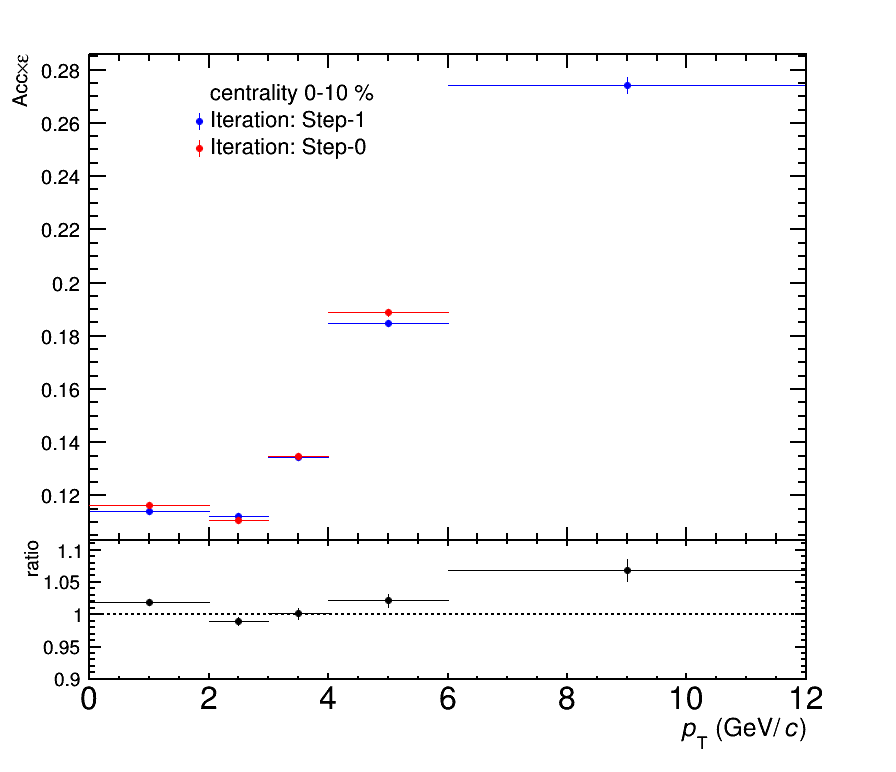 Acc×ε
0.28
0.26
0.24
0.22
0.2
0.18
0.16
0.14
0.12
centrality 0-10 %
Iteration: Step-1
Iteration: Step-0
ratio
1.1
1.05
1
0.95
0.9
0 2 4 6 8 10 12
p_T (GeV/c)